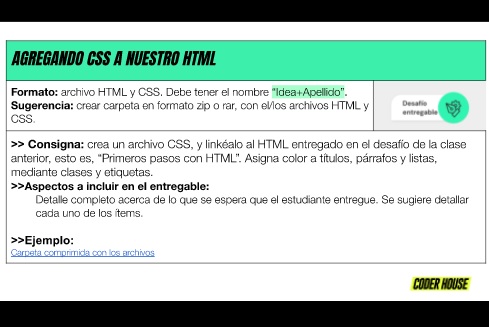 AGREGANDO CSS A NUESTRO HTML
Formato: archivo HTML y CSS. Debe tener el nombre “Idea+Apellido”.
Sugerencia: crear carpeta en formato zip o rar, con el/los archivos HTML y
CSS.
Desafío
entregable
>> Consigna: crea un archivo CSS, y linkéalo al HTML entregado en el desafío de la clase
anterior, esto es, “Primeros pasos con HTML”. Asigna color a títulos, párrafos y listas,
mediante clases y etiquetas.
>>Aspectos a incluir en el entregable:
Detalle completo acerca de lo que se espera que el estudiante entregue. Se sugiere detallar
cada uno de los ítems.
>>Ejemplo:
Carpeta comprimida con los archivos
CODER HOUSE